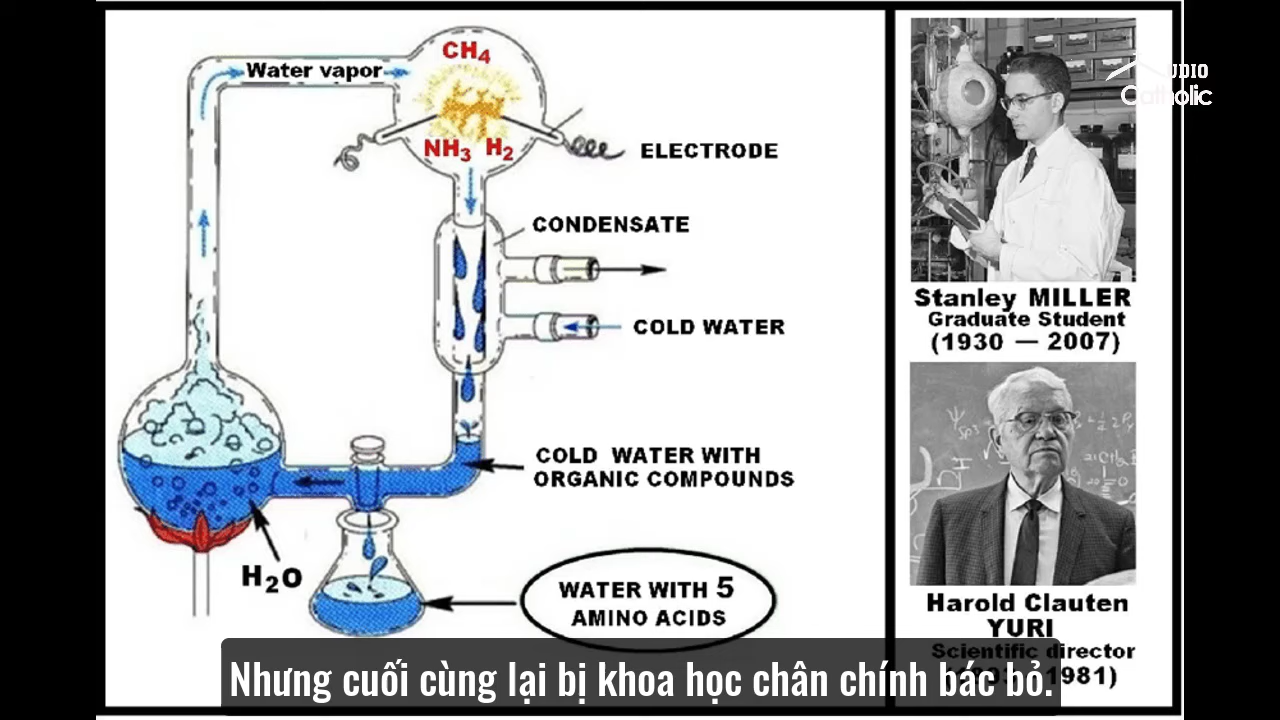 CH4
Water vapor
NH3 H2
ELECTRODE
CONDENSATE
COLD WATER
COLD WATER WITH
ORGANIC COMPOUNDS
H2O
WATER WITH 5
AMINO ACIDS
UDIO
Catholic
Stanley MILLER
Graduate Student
(1930 — 2007)
Harold Clauten
YURI
Scientific director
1981)
Nhưng cuối cùng lại bị khoa học chân chính bác bỏ.